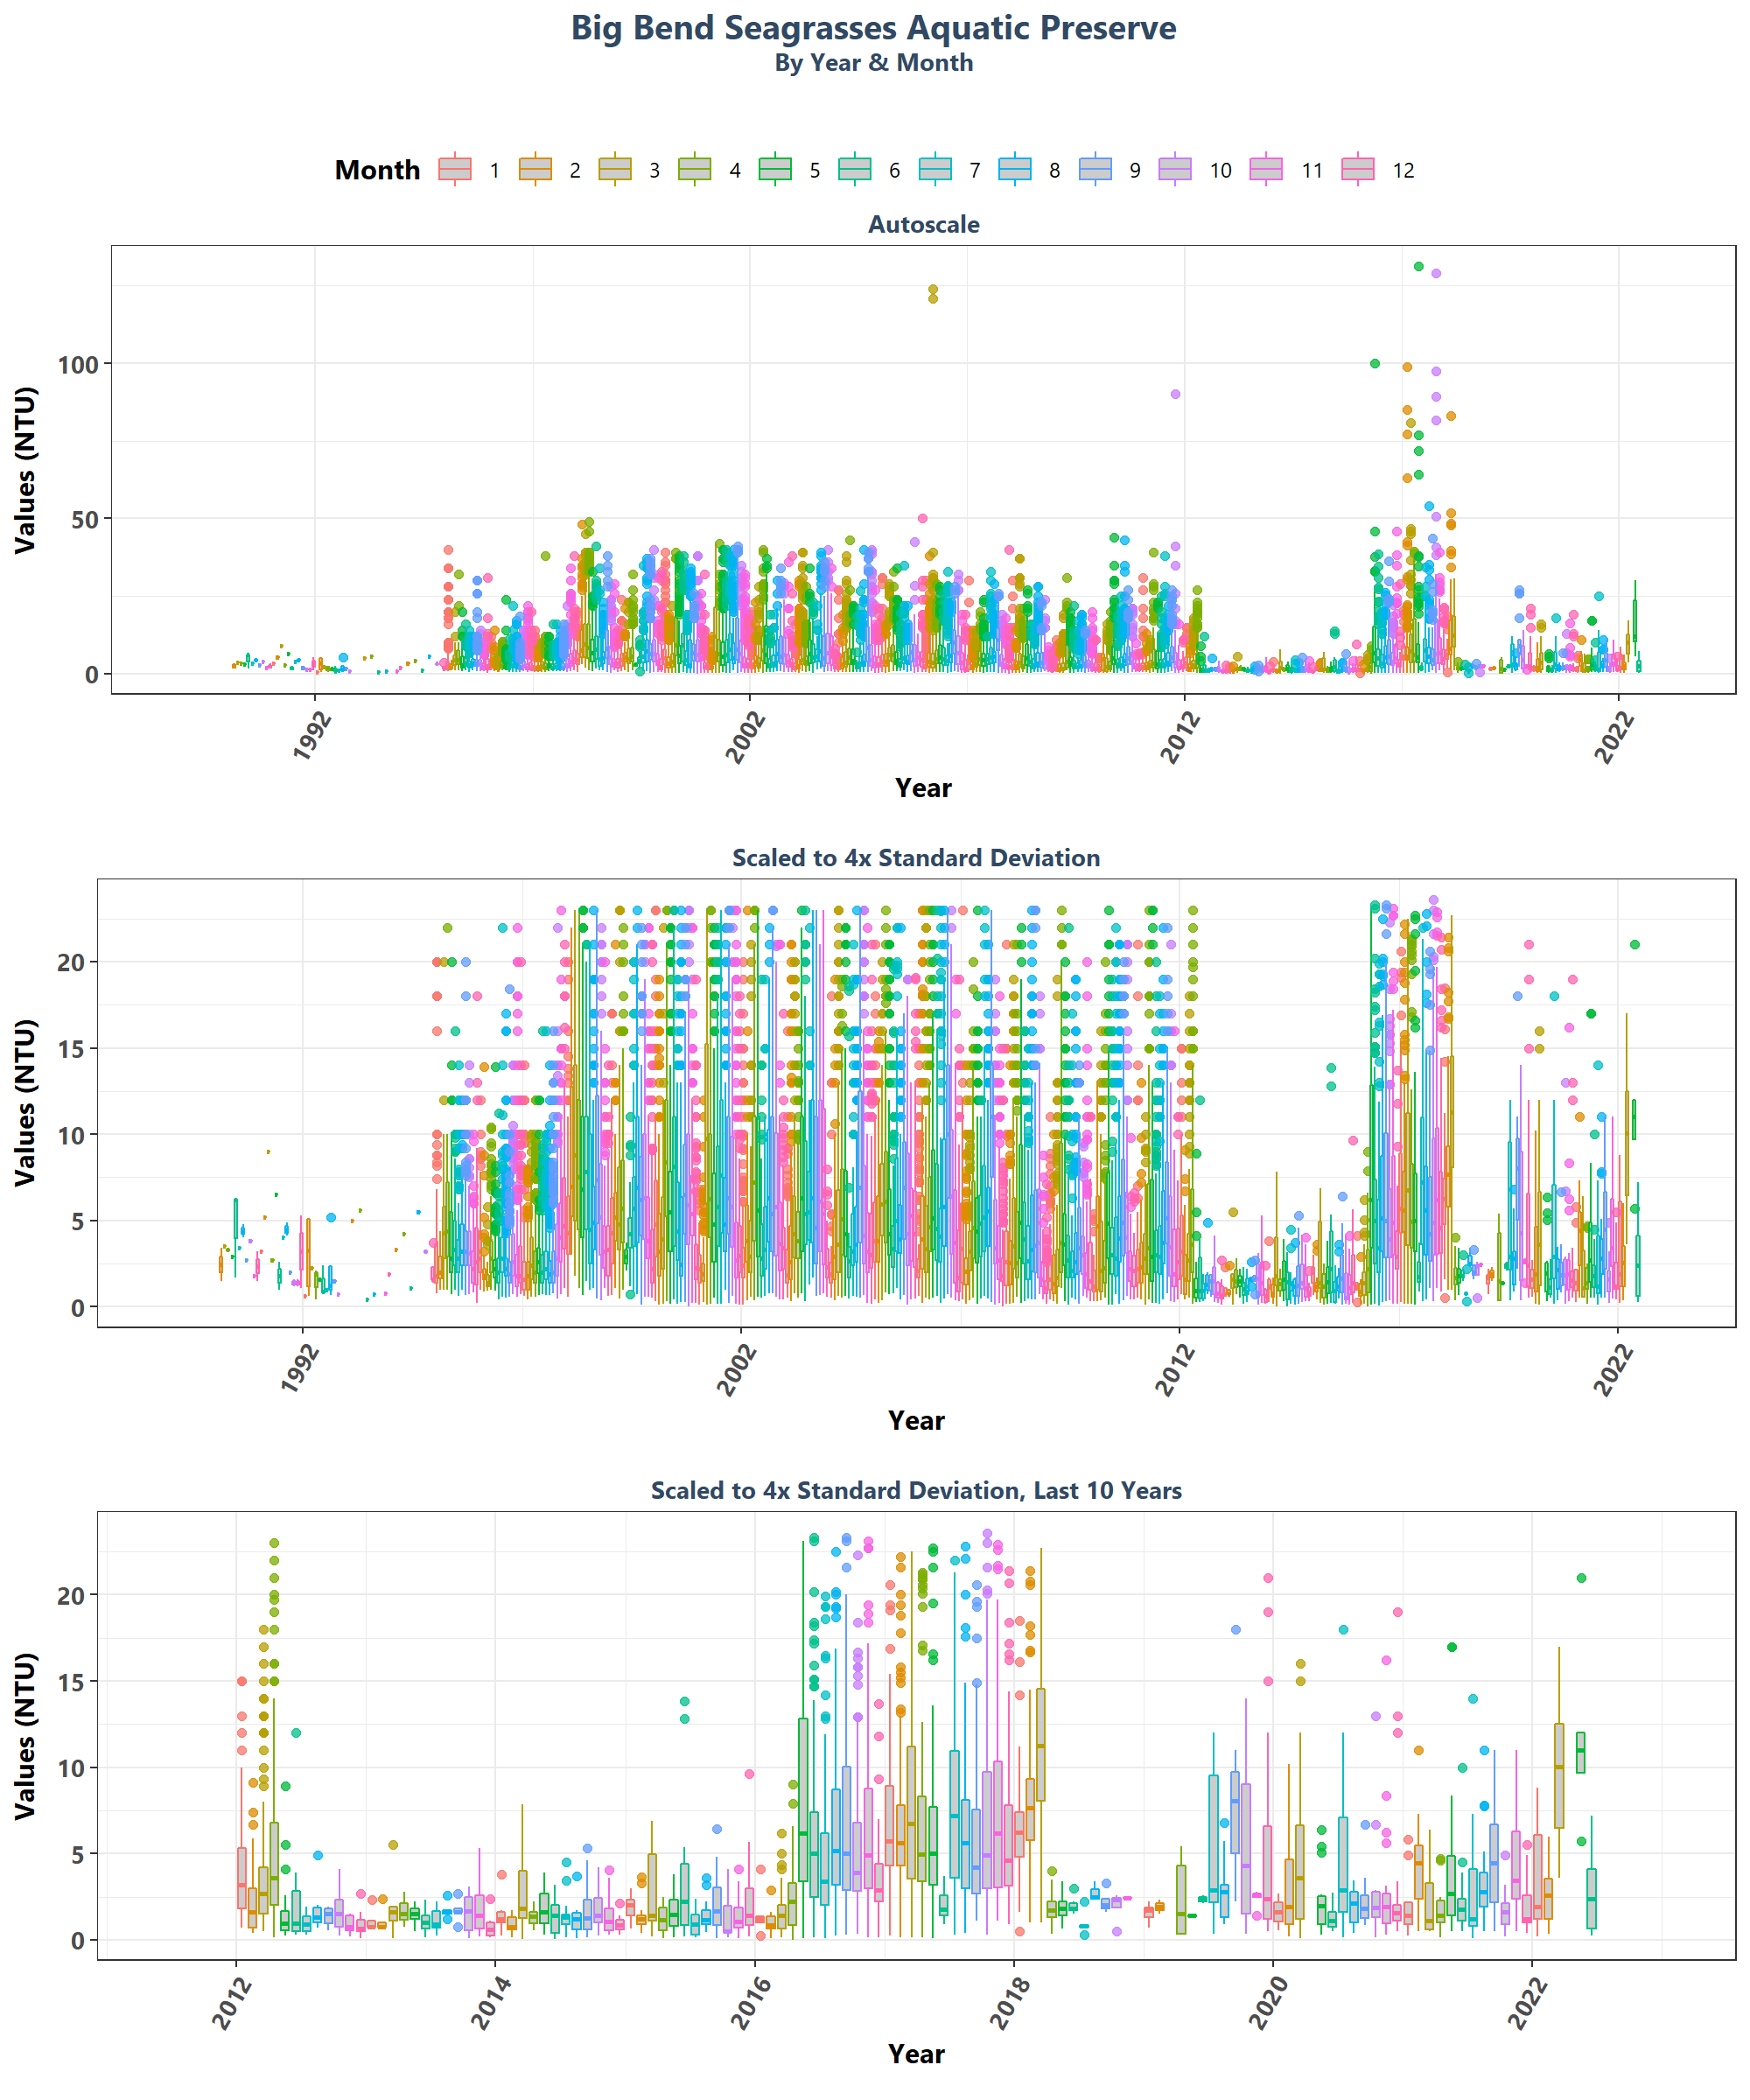 Big Bend Seagrasses Aquatic Preserve
By Year & Month
Month 1 2 3 4 5 6 7 8 9 10 11 12
Autoscale
Values (NTU)
100
50
0
1992 2002 2012 2022
Year
Scaled to 4x Standard Deviation
Values (NTU)
20
15
10
5
0
1992 2002 2012 2022
Year
Scaled to 4x Standard Deviation, Last 10 Years
Values (NTU)
20
15
10
5
0
2012 2014 2016 2018 2020 2022
Year